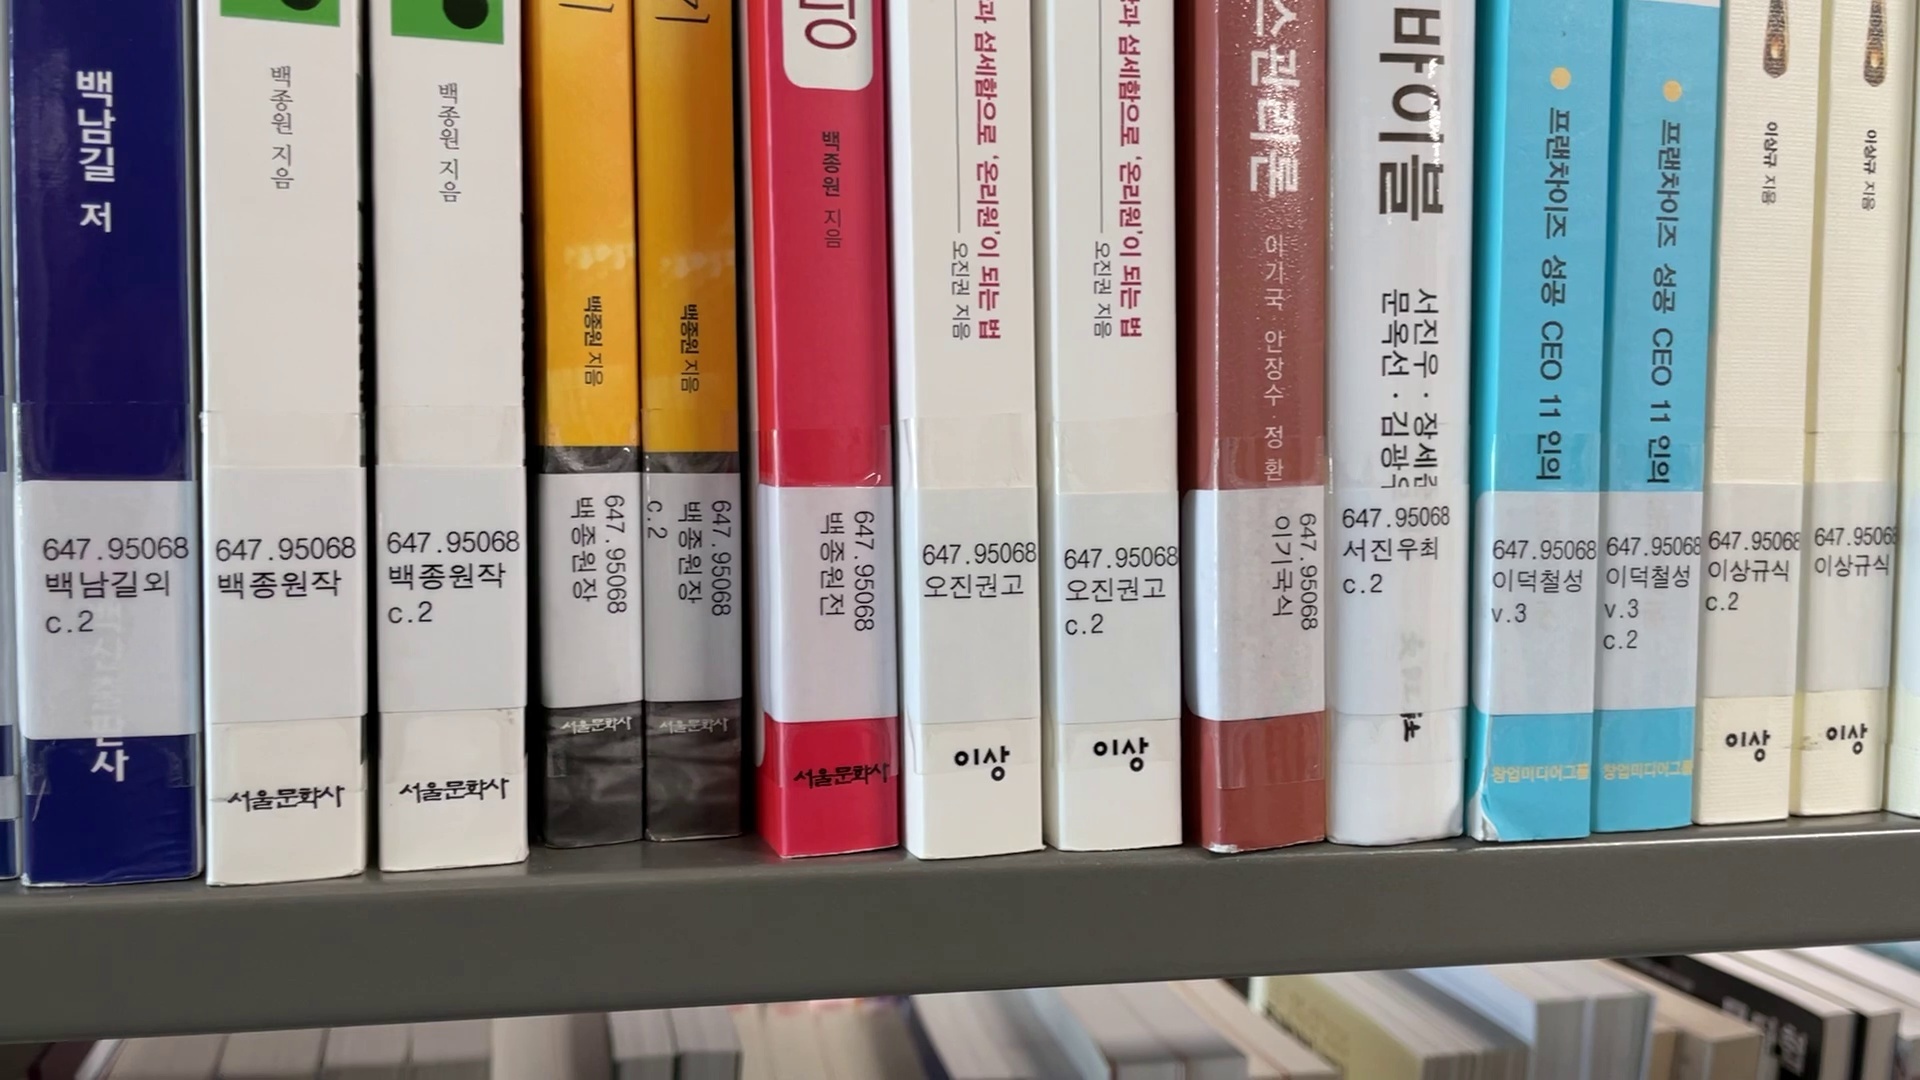 백남길 저
647.95068
백남길외
c.2
사
백종원 지음
647.95068
백종원작
서울문화사
백종원 지음
647.95068
백종원작
c.2
서울문화사
백종원 지음
647.95068
백종원장
서울문화사
백종원 지음
647.95068
백종원장
c.2
서울문화사
백종원 지음
647.95068
백종원전
서울문화사
과 섬세함으로 '온리원'이 되는 법
오진권 지음
647.95068
오진권고
이상
과 섬세함으로 '온리원'이 되는 법
오진권 지음
647.95068
오진권고
c.2
이상
스관리론
이기국·안장수·정 환
647.95068
이기국식
바이블
서진우·장세
문옥선·김광
647.95068
서진우최
c.2
프랜차이즈 성공 CEO 11인의
647.95068
이덕철성
v.3
창업미디어그룹
프랜차이즈 성공 CEO 11인의
647.95068
이덕철성
v.3
c.2
창업미디어그룹
이상규 지음
647.95068
이상규식
c.2
이상
이상규 지음
647.95068
이상규식
이상